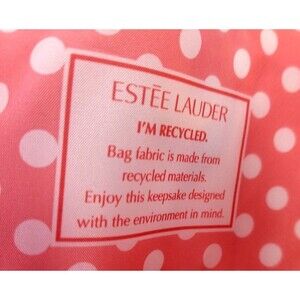 ESTĒE LAUDER
I'M RECYCLED.
Bag fabric is made from
recycled materials.
Enjoy this keepsake designed
with the environment in mind.